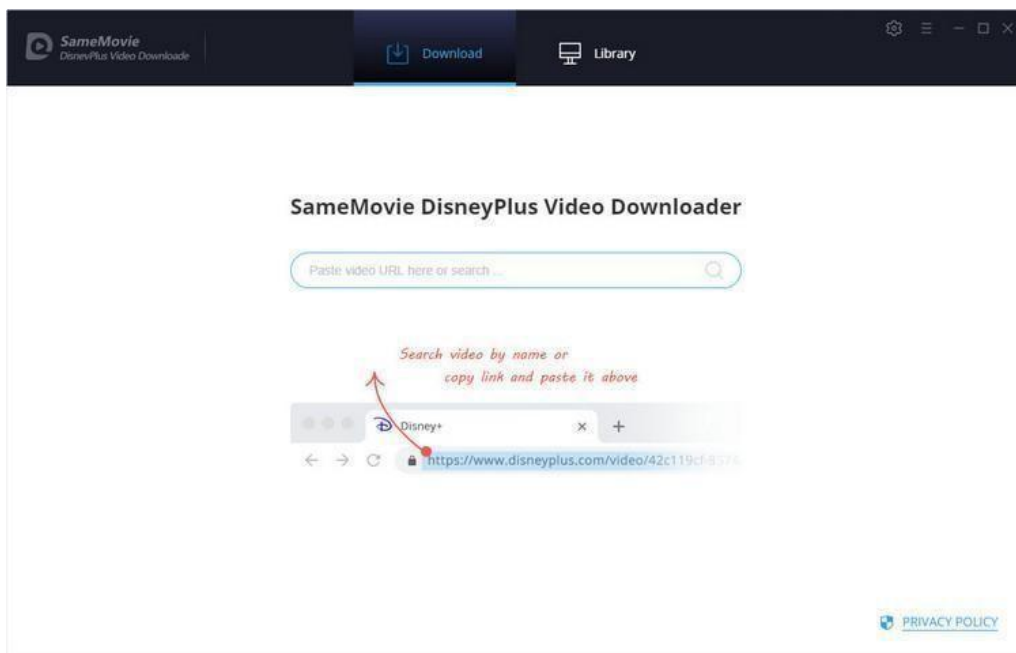 SameMovie
DisnevPlus Video Downloade
Download
Library
SameMovie DisneyPlus Video Downloader
Paste video URL here or search ...
Search video by name or
copy link and paste it above
Disney+
https://www.disneyplus.com/video/42c119cf-
PRIVACY POLICY